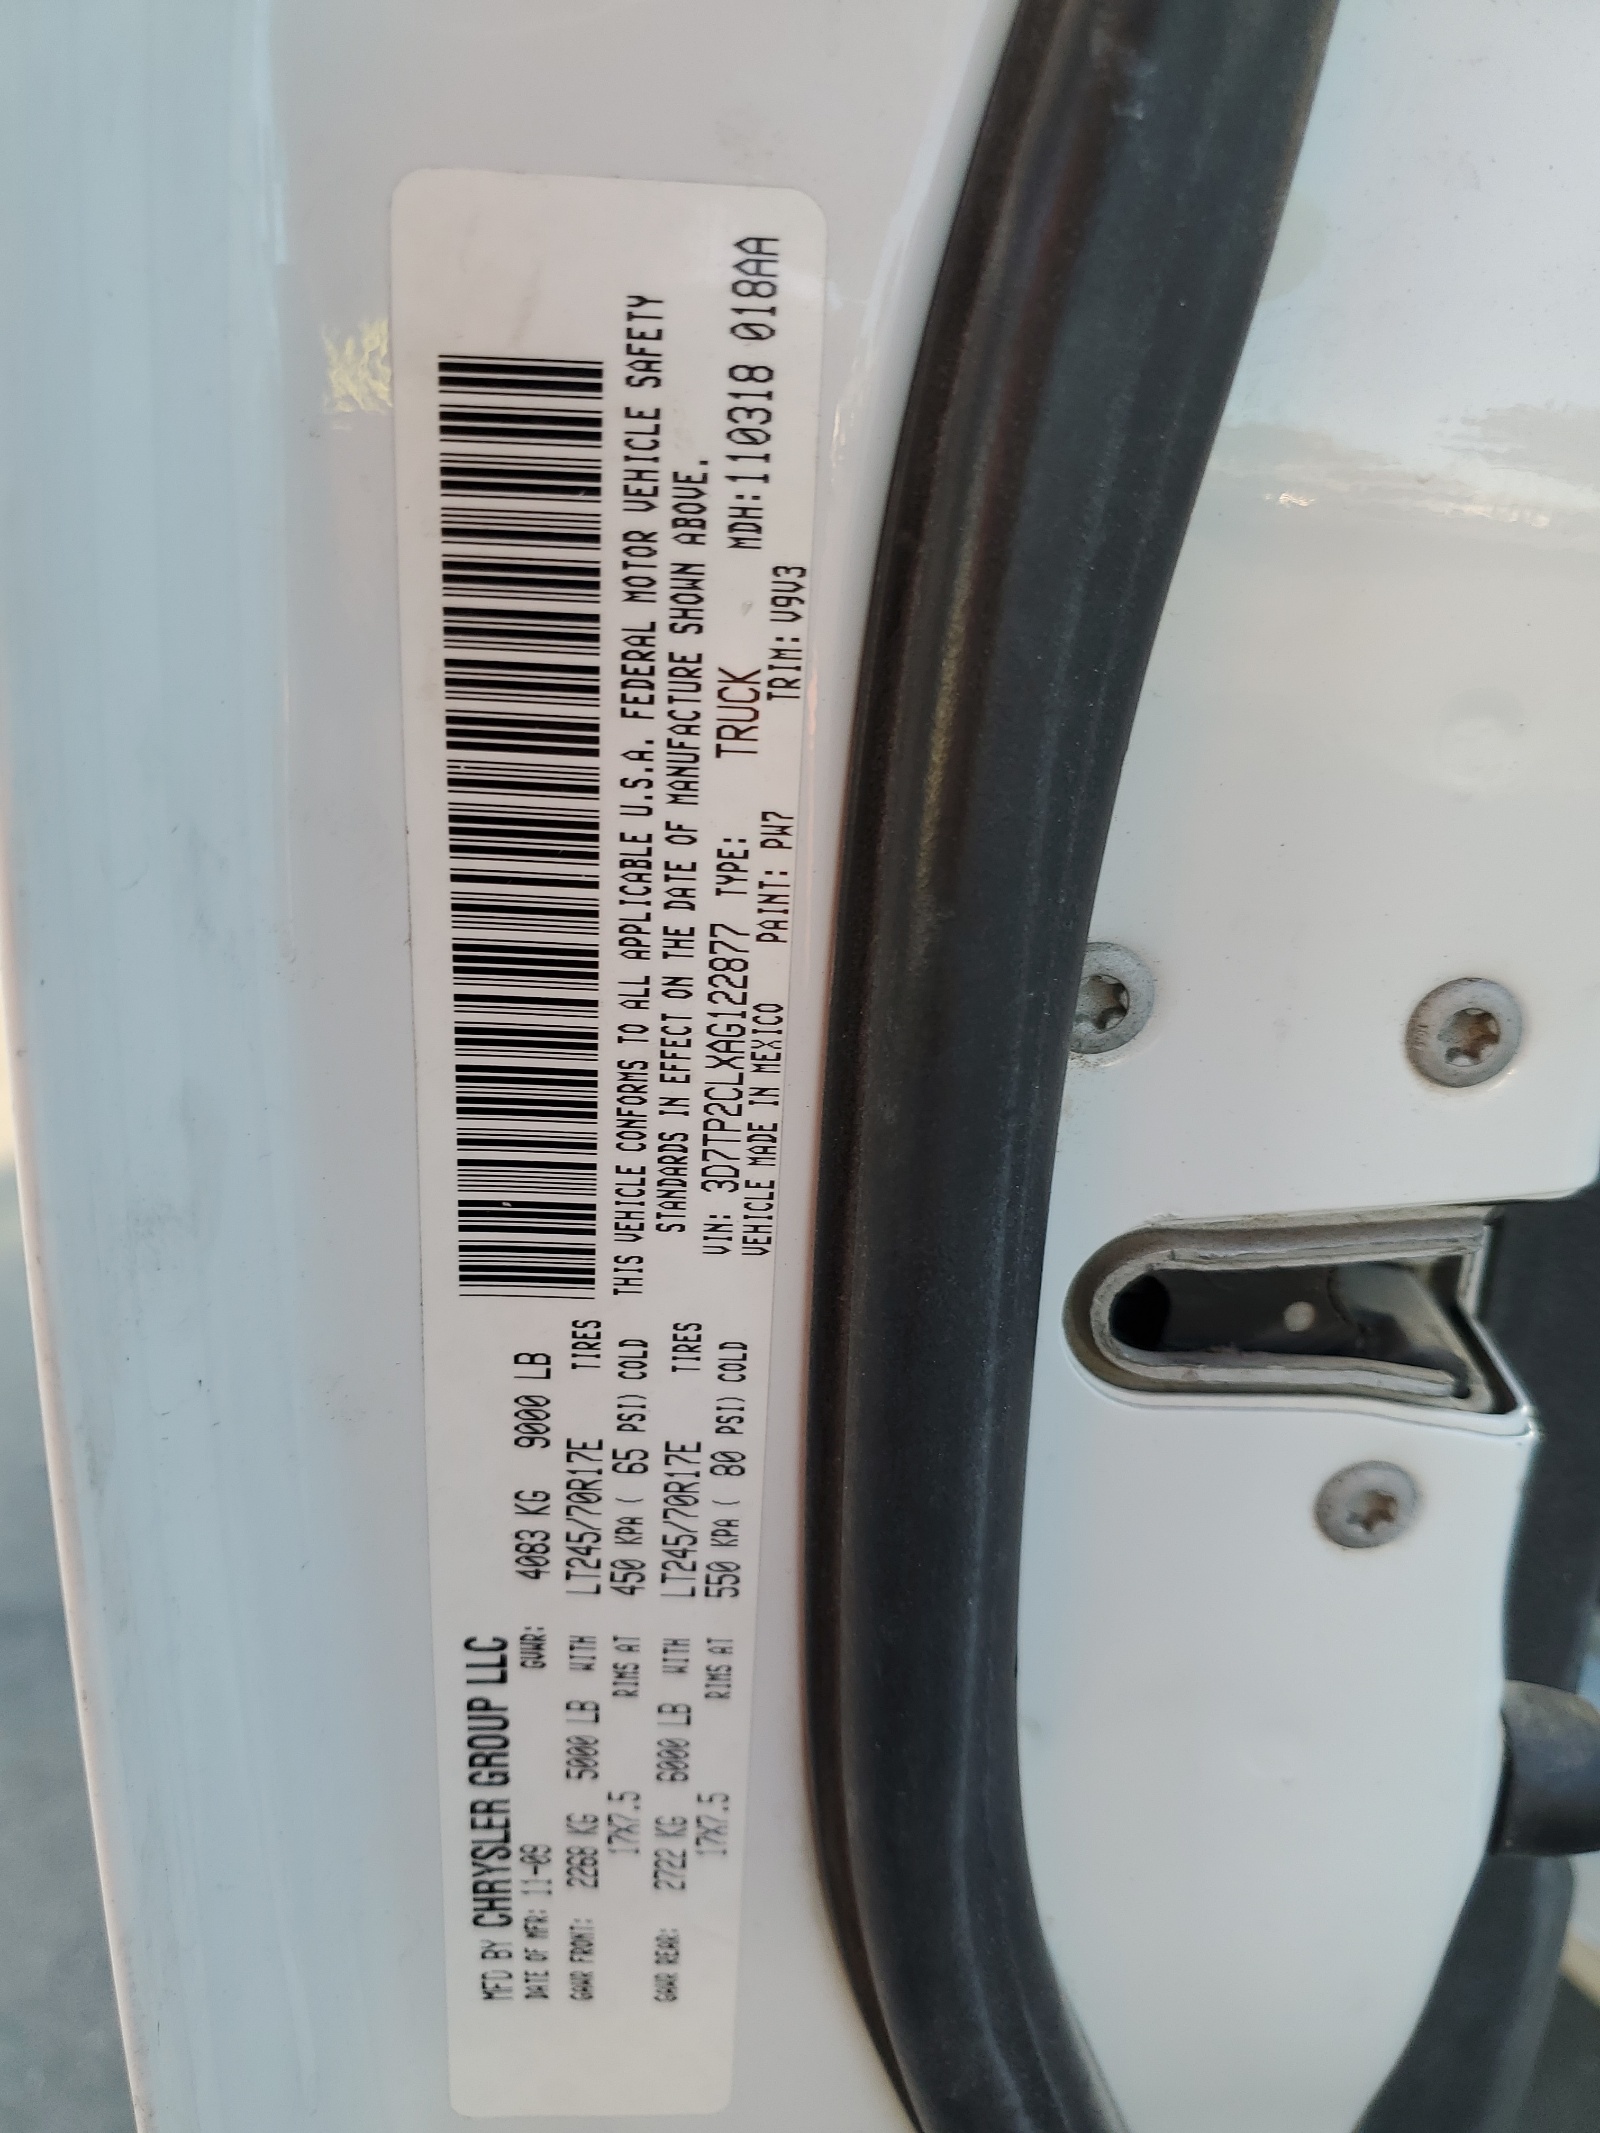 MFD BY CHRYSLER GROUP LLC
DATE OF MFR: 11-09 GVWR: 4083 KG 9000 LB
GAWR FRONT: 2268 KG 5000 LB WITH LT245/70R17E TIRES
17X7.5 RIMS AT 450 KPA ( 65 PSI) COLD
GAWR REAR: 2722 KG 6000 LB WITH LT245/70R17E TIRES
17X7.5 RIMS AT 550 KPA ( 80 PSI) COLD
THIS VEHICLE CONFORMS TO ALL APPLICABLE U.S.A. FEDERAL MOTOR VEHICLE SAFETY
STANDARDS IN EFFECT ON THE DATE OF MANUFACTURE SHOWN ABOVE.
VIN: 3D7TP2CLXAG122877 TYPE: TRUCK MDH:110318 018AA
VEHICLE MADE IN MEXICO PAINT: PW7 TRIM: V9V3